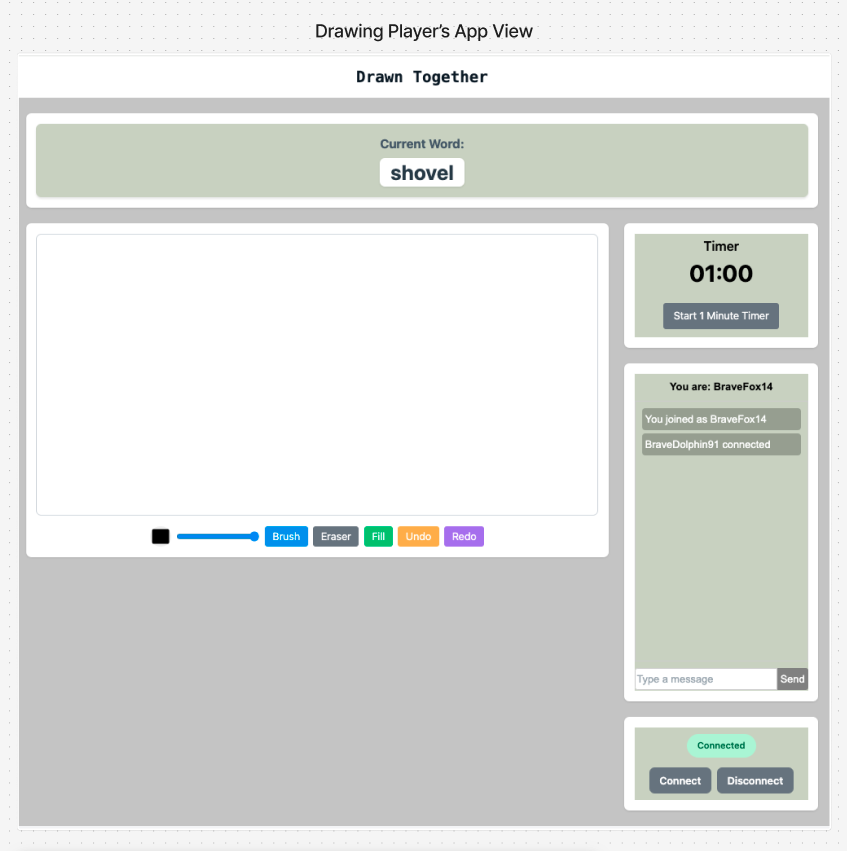 Drawing Player's App View
Drawn Together
Current Word:
shovel
Timer
01:00
Start 1 Minute Timer
You are: BraveFox14
You joined as BraveFox14
BraveDolphin91 connected
Type a message
Send
Brush Eraser Fill Undo Redo
Connected
Connect Disconnect